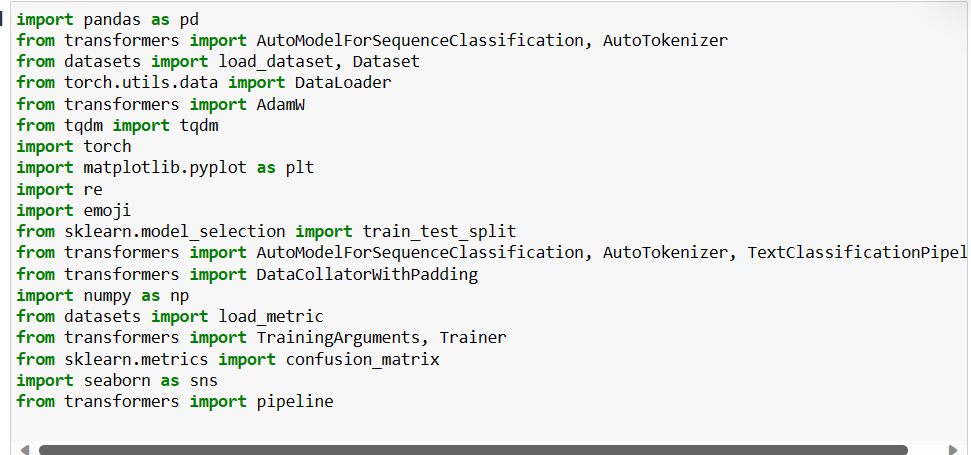 import pandas as pd
from transformers import AutoModelForSequenceClassification, AutoTokenizer
from datasets import load_dataset, Dataset
from torch.utils.data import DataLoader
from transformers import AdamW
from tqdm import tqdm
import torch
import matplotlib.pyplot as plt
import re
import emoji
from sklearn.model_selection import train_test_split
from transformers import AutoModelForSequenceClassification, AutoTokenizer, TextClassificationPipel
from transformers import DataCollatorWithPadding
import numpy as np
from datasets import load_metric
from transformers import TrainingArguments, Trainer
from sklearn.metrics import confusion_matrix
import seaborn as sns
from transformers import pipeline